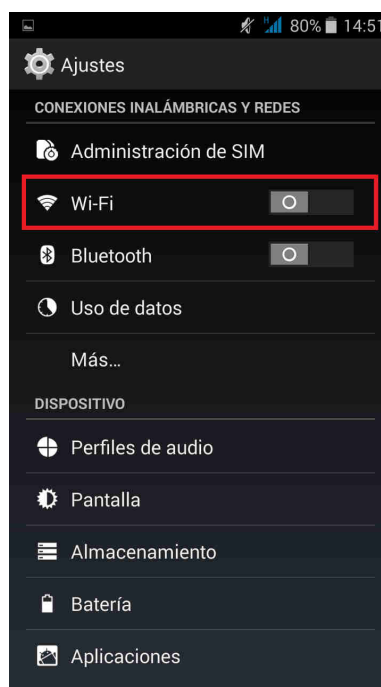 H 80% 14:51
Ajustes
CONEXIONES INALÁMBRICAS Y REDES
Administración de SIM
Wi-Fi
Bluetooth
Uso de datos
Más...
DISPOSITIVO
Perfiles de audio
Pantalla
Almacenamiento
Batería
Aplicaciones